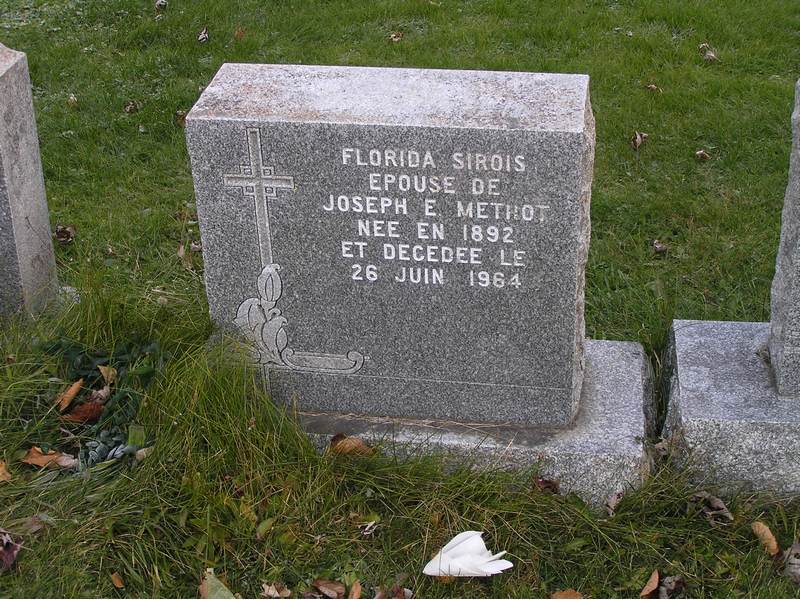 FLORIDA SIROIS
EPOUSE DE
JOSEPH E METHOT
NEE EN 1892
ET DECEDEE LE
26 JUIN 1964